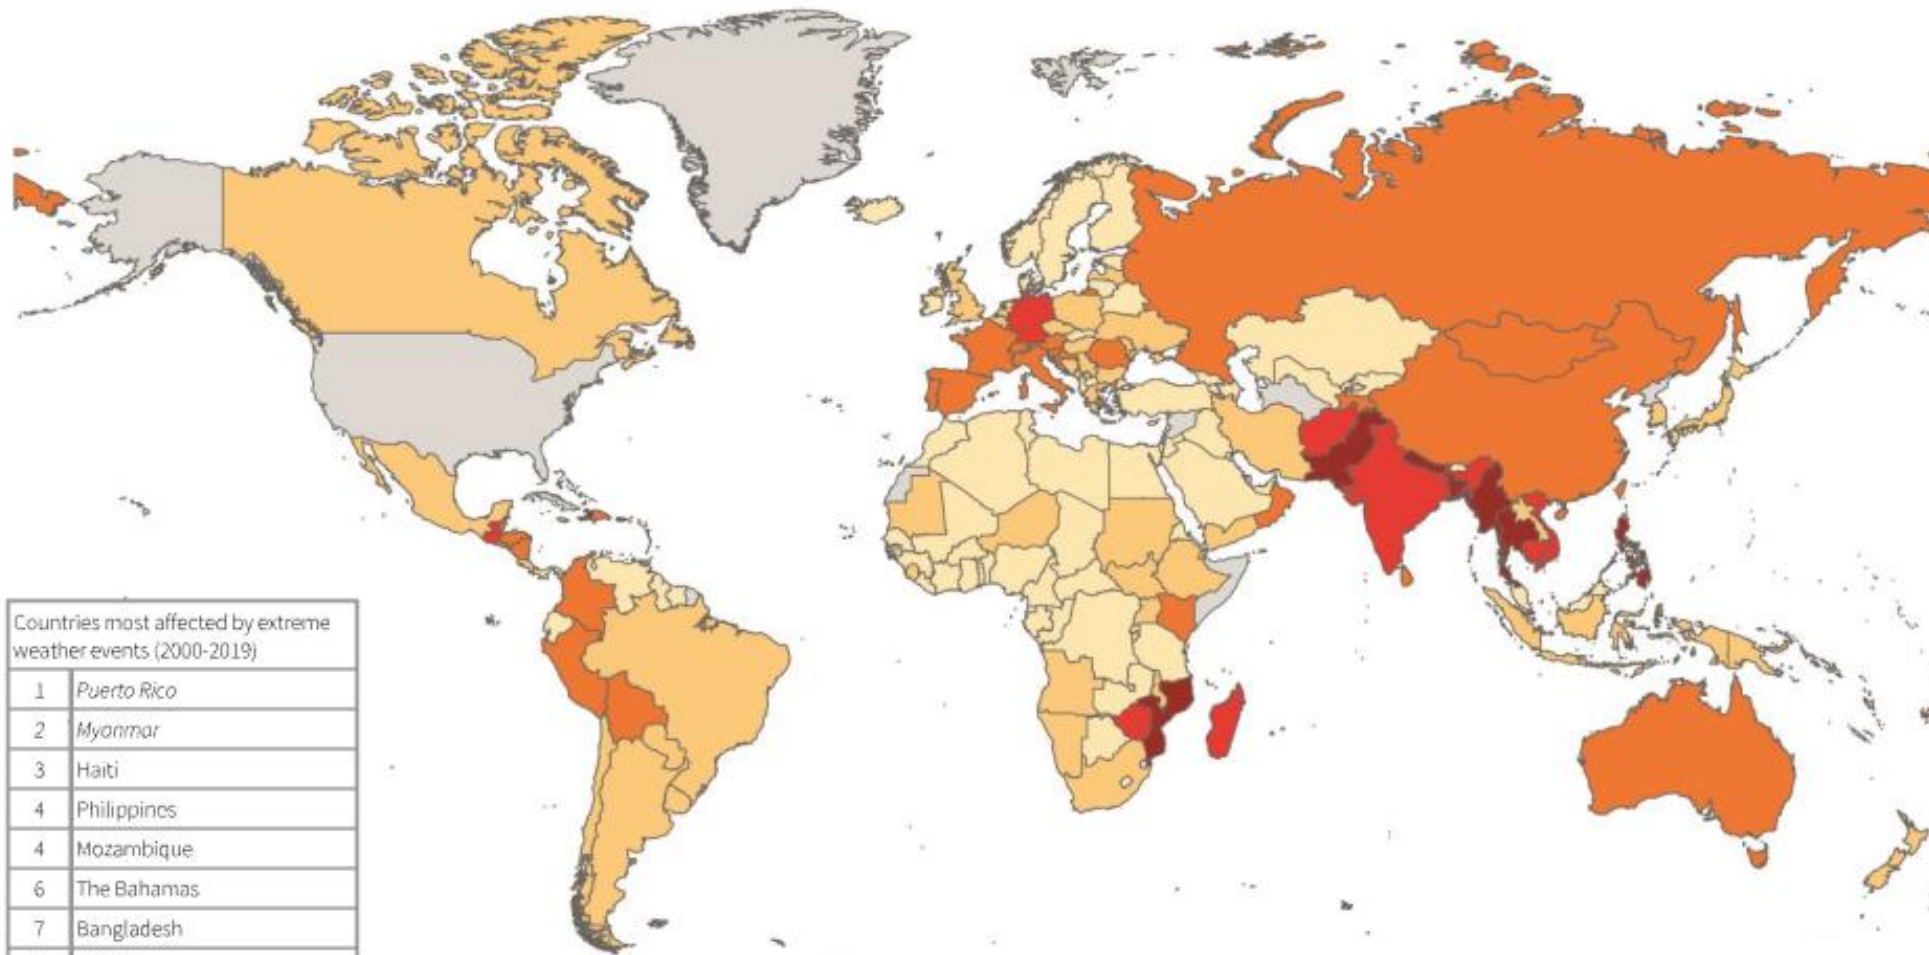 Countries most affected by extreme
weather events (2000-2019)
1 Puerto Rico
2 Myanmar
3 Haiti
4 Philippines
4 Mozambique
6 The Bahamas
7 Bangladesh